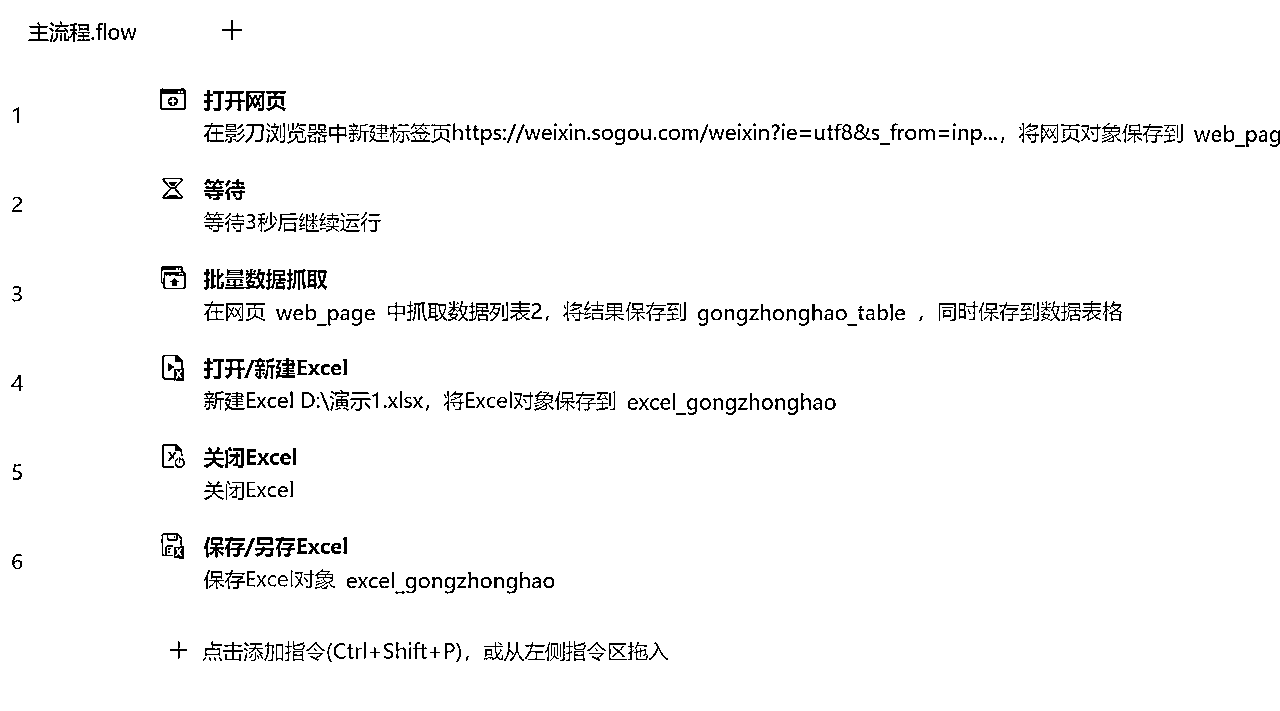 主流程.flow
1
打开网页
在影刀浏览器中新建标签页https://weixin.sogou.com/weixin?ie=utf8&s_from=inp...，将网页对象保存到 web_pag
2
等待
等待3秒后继续运行
3
批量数据抓取
在网页 web_page 中抓取数据列表2，将结果保存到 gongzhonghao_table ，同时保存到数据表格
4
打开/新建Excel
新建Excel D:\演示1.xlsx，将Excel对象保存到 excel_gongzhonghao
5
关闭Excel
关闭Excel
6
保存/另存Excel
保存Excel对象 excel_gongzhonghao
点击添加指令(Ctrl+Shift+P)，或从左侧指令区拖入